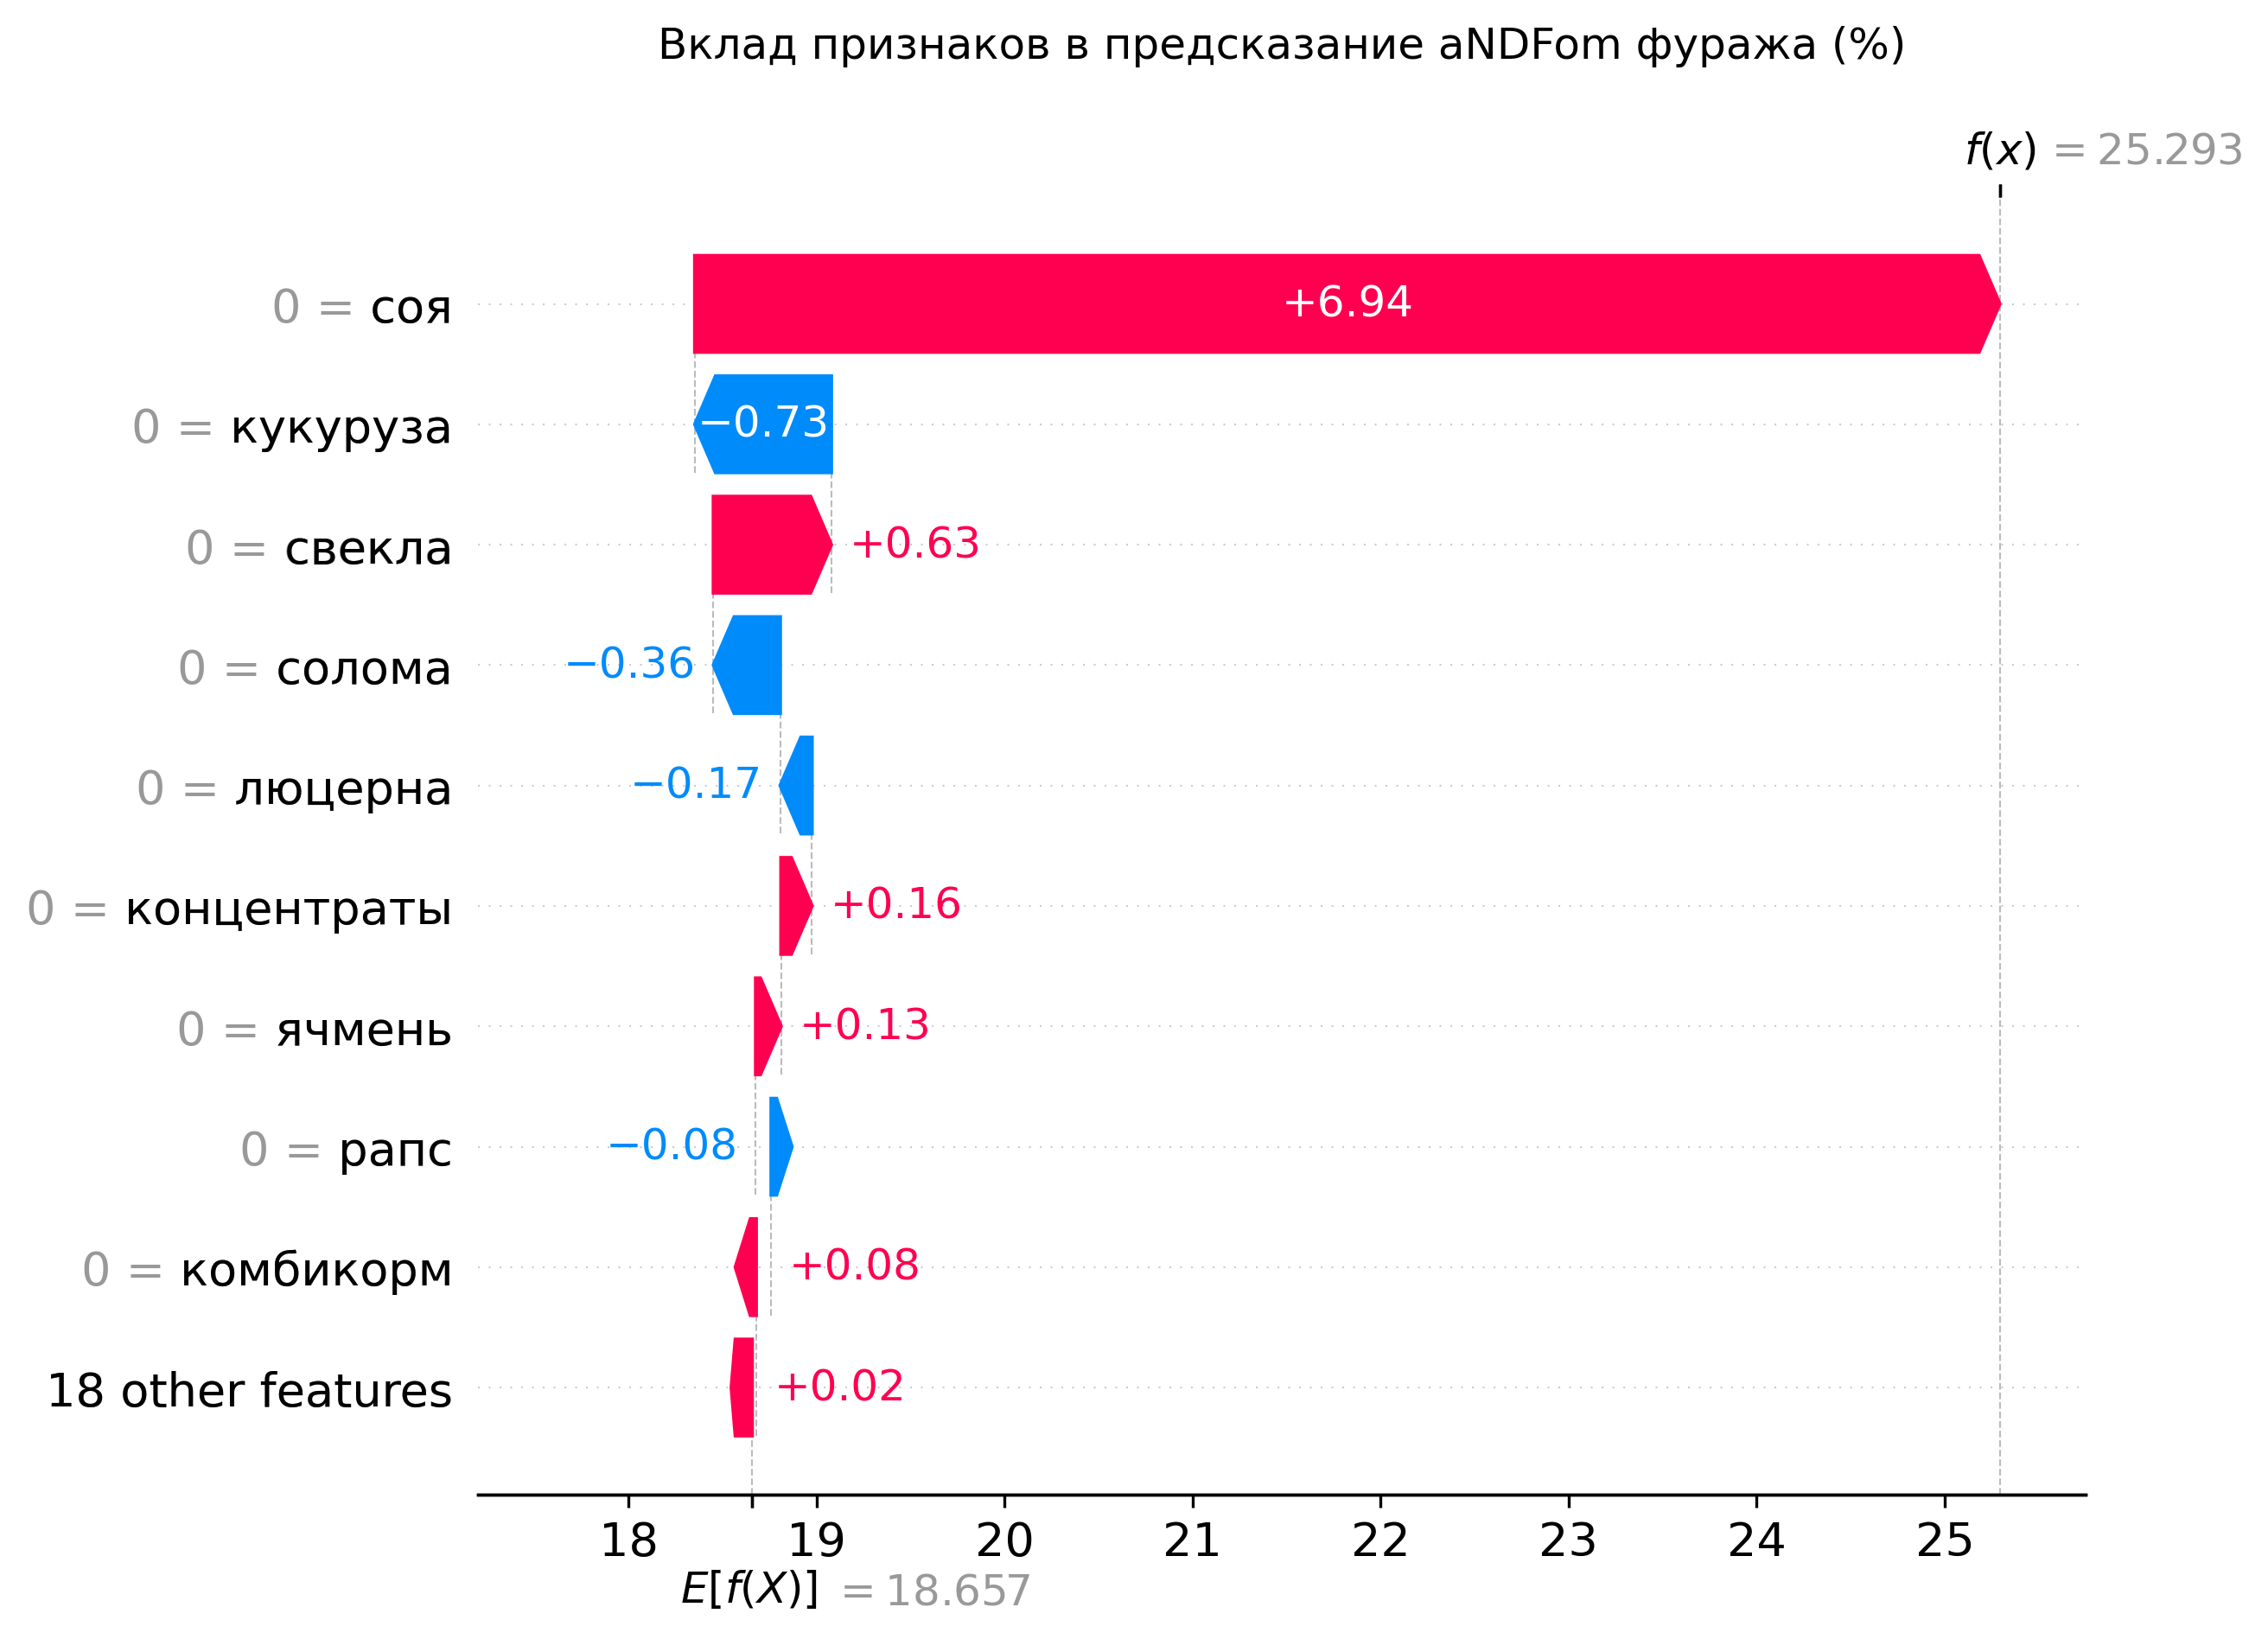 Вклад признаков в предсказание aNDFom фуража (%)
f(x) = 25.293
0 = соя +6.94
0 = кукуруза −0.73
0 = свекла +0.63
0 = солома −0.36
0 = люцерна −0.17
0 = концентраты +0.16
0 = ячмень +0.13
0 = рапс −0.08
0 = комбикорм +0.08
18 other features +0.02
18 19 20 21 22 23 24 25
E[f(X)] = 18.657